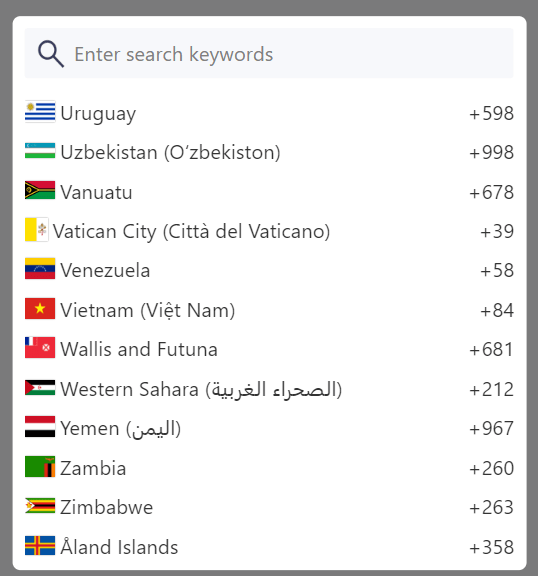 Enter search keywords
Uruguay +598
Uzbekistan (Oʻzbekiston) +998
Vanuatu +678
Vatican City (Città del Vaticano) +39
Venezuela +58
Vietnam (Việt Nam) +84
Wallis and Futuna +681
Western Sahara (الصحراء الغربية) +212
Yemen (اليمن) +967
Zambia +260
Zimbabwe +263
Åland Islands +358